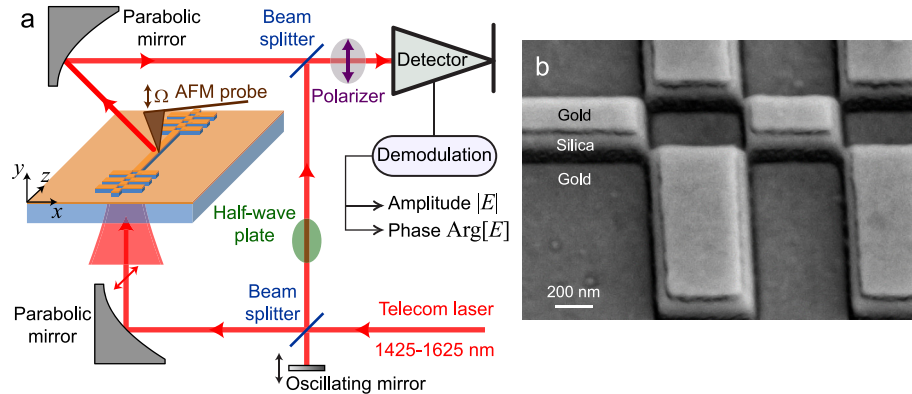 a
Parabolic
mirror
Beam
splitter
Detector
Polarizer
Ω
AFM probe
Demodulation
y
z
x
Amplitude |E|
Phase Arg[E]
Half-wave
plate
Parabolic
mirror
Beam
splitter
Telecom laser
1425-1625 nm
Oscillating mirror
b
Gold
Silica
Gold
200 nm